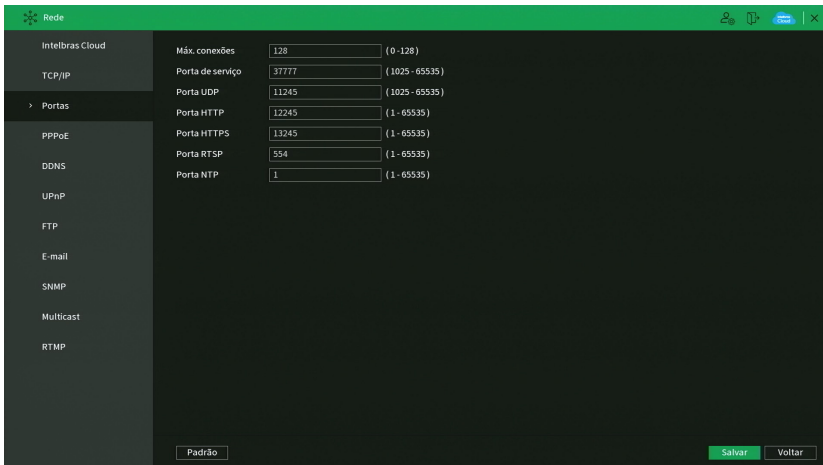 Rede
Cloud
Intelbras Cloud
TCP/IP
> Portas
PPPoE
DDNS
UPnP
FTP
E-mail
SNMP
Multicast
RTMP
Máx. conexões 128 (0-128)
Porta de serviço 37777 (1025 - 65535)
Porta UDP 11245 (1025 - 65535)
Porta HTTP 12245 (1 - 65535)
Porta HTTPS 13245 (1 - 65535)
Porta RTSP 554 (1 - 65535)
Porta NTP 1 (1 - 65535)
Padrão Salvar Voltar